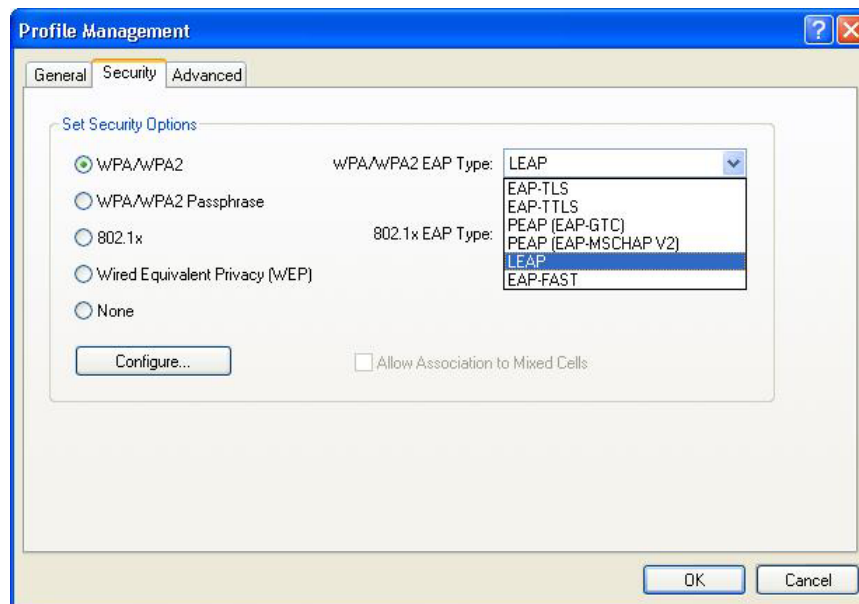 Profile Management
General Security Advanced
Set Security Options
WPA/WPA2 WPA/WPA2 EAP Type: LEAP
EAP-TLS
WPA/WPA2 Passphrase EAP-TTLS
PEAP (EAP-GTC)
802.1x 802.1x EAP Type: PEAP (EAP-MSCHAP V2)
LEAP
Wired Equivalent Privacy (WEP) EAP-FAST
None
Configure... Allow Association to Mixed Cells
OK Cancel